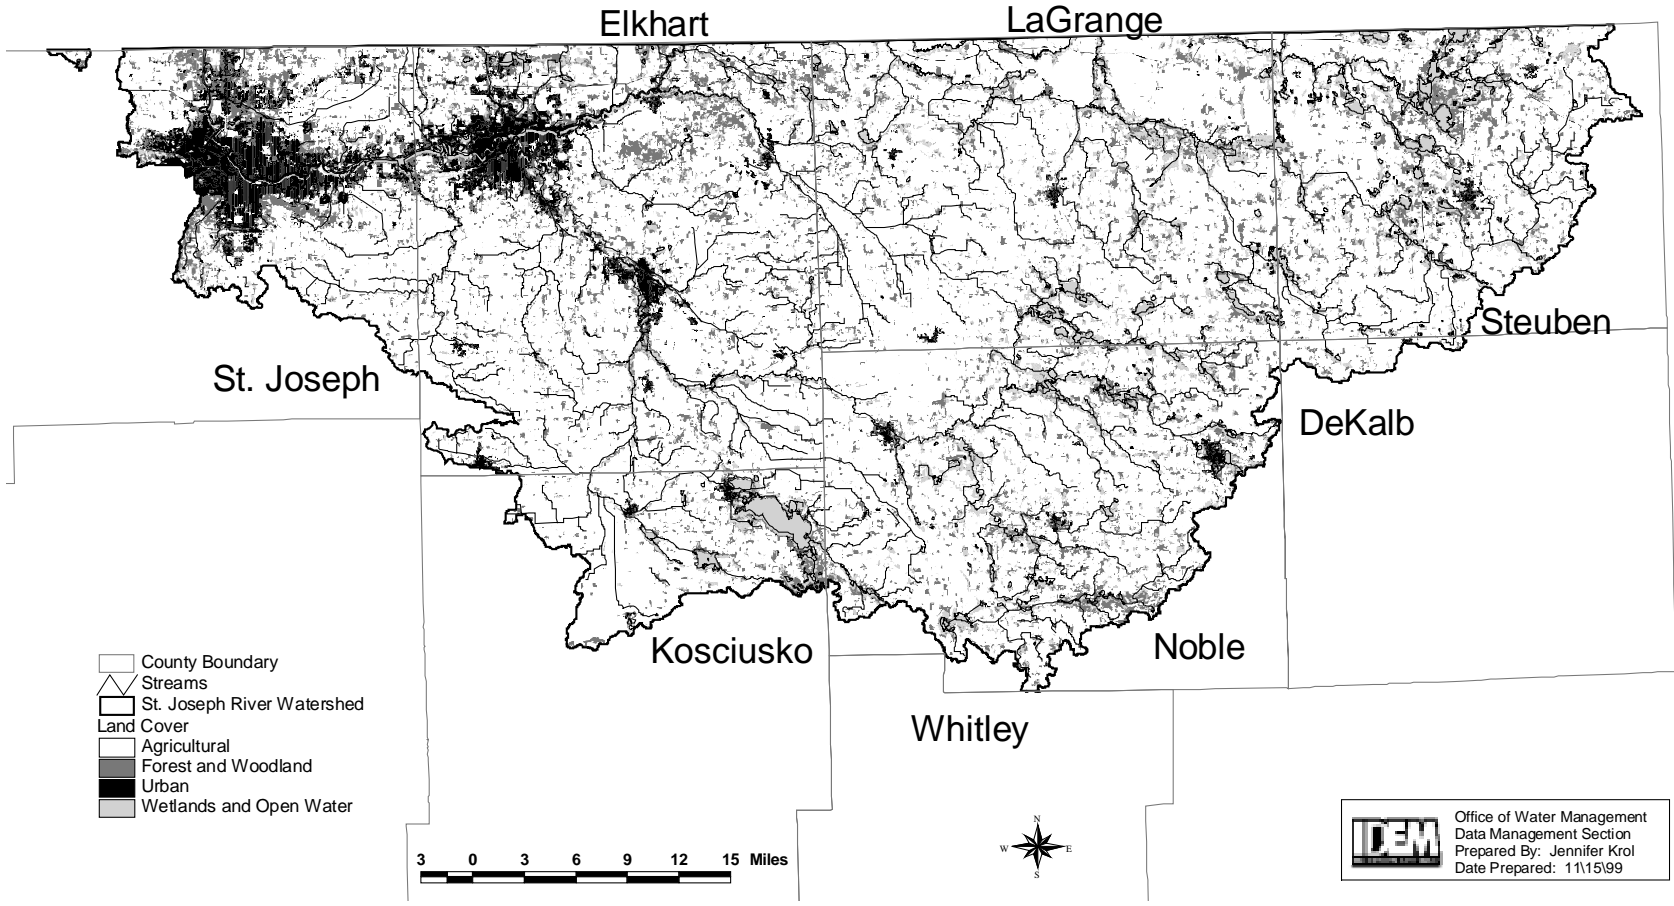 Elkhart
LaGrange
Steuben
St. Joseph
DeKalb
Kosciusko
Noble
Whitley
County Boundary
Streams
St. Joseph River Watershed
Land Cover
Agricultural
Forest and Woodland
Urban
Wetlands and Open Water
3 0 3 6 9 12 15 Miles
N
W E
S
IDEM
Office of Water Management
Data Management Section
Prepared By: Jennifer Krol
Date Prepared: 11\15\99